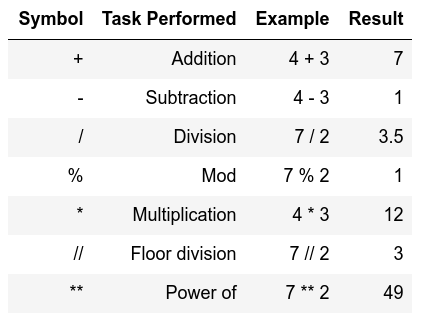 Symbol Task Performed Example Result
+ Addition 4 + 3 7
- Subtraction 4 - 3 1
/ Division 7 / 2 3.5
% Mod 7 % 2 1
* Multiplication 4 * 3 12
// Floor division 7 // 2 3
** Power of 7 ** 2 49